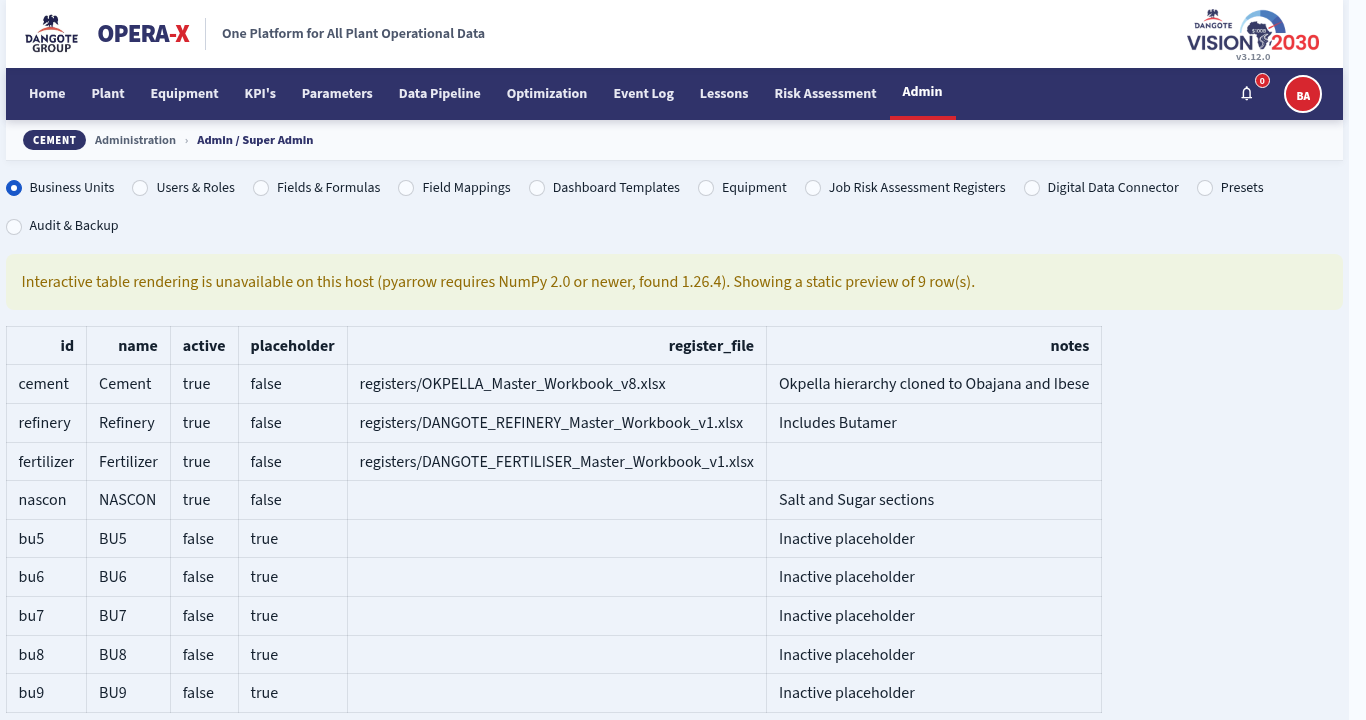 DANGOTE
GROUP
OPERA-X
One Platform for All Plant Operational Data
DANGOTE
VISION 2030
v3.12.0
Home Plant Equipment KPI's Parameters Data Pipeline Optimization Event Log Lessons Risk Assessment Admin 0 BA
CEMENT Administration › Admin / Super Admin
Business Units Users & Roles Fields & Formulas Field Mappings Dashboard Templates Equipment Job Risk Assessment Registers Digital Data Connector Presets
Audit & Backup
Interactive table rendering is unavailable on this host (pyarrow requires NumPy 2.0 or newer, found 1.26.4). Showing a static preview of 9 row(s).
id name active placeholder register_file notes
cement Cement true false registers/OKPELLA_Master_Workbook_v8.xlsx Okpella hierarchy cloned to Obajana and Ibese
refinery Refinery true false registers/DANGOTE_REFINERY_Master_Workbook_v1.xlsx Includes Butamer
fertilizer Fertilizer true false registers/DANGOTE_FERTILISER_Master_Workbook_v1.xlsx
nascon NASCON true false Salt and Sugar sections
bu5 BU5 false true Inactive placeholder
bu6 BU6 false true Inactive placeholder
bu7 BU7 false true Inactive placeholder
bu8 BU8 false true Inactive placeholder
bu9 BU9 false true Inactive placeholder